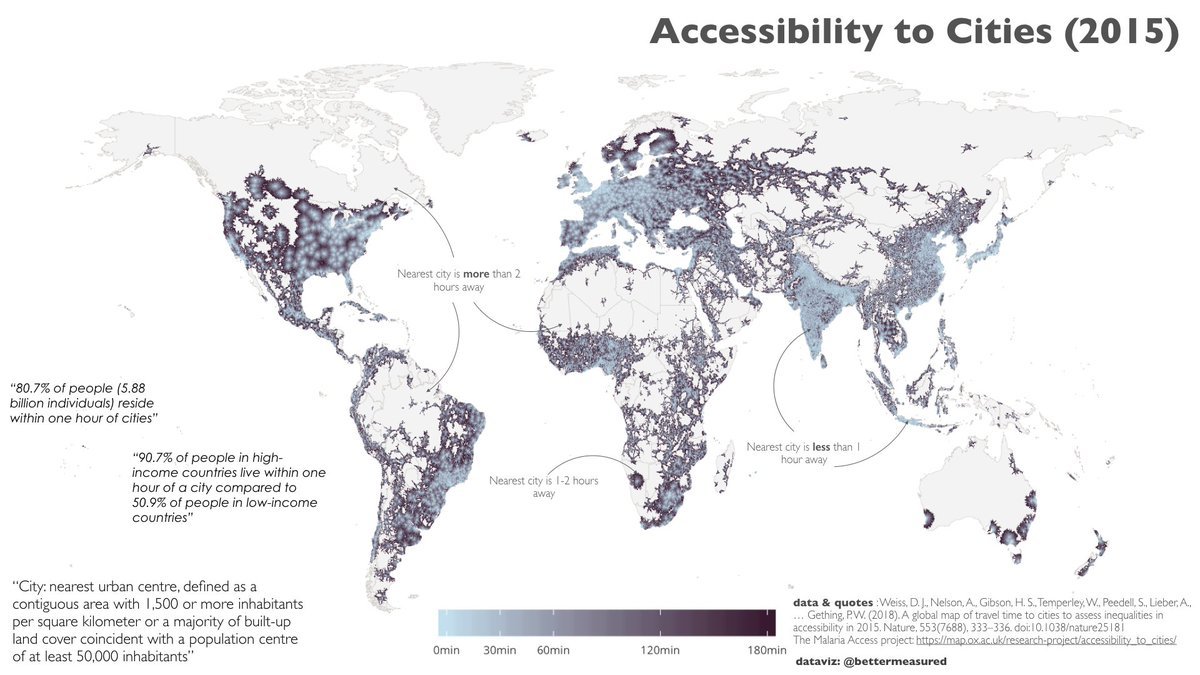 Accessibility to Cities (2015)
Nearest city is more than 2
hours away
“80.7% of people (5.88
billion individuals) reside
within one hour of cities”
“90.7% of people in high-
income countries live within one
hour of a city compared to
50.9% of people in low-income
countries”
Nearest city is less than 1
hour away
Nearest city is 1-2 hours
away
“City: nearest urban centre, defined as a
contiguous area with 1,500 or more inhabitants
per square kilometer or a majority of built-up
land cover coincident with a population centre
of at least 50,000 inhabitants”
0min 30min 60min 120min 180min
data & quotes : Weiss, D. J., Nelson, A., Gibson, H. S., Temperley, W., Peedell, S., Lieber, A.,
… Gething, P. W. (2018). A global map of travel time to cities to assess inequalities in
accessibility in 2015. Nature, 553(7688), 333–336. doi:10.1038/nature25181
The Malaria Access project: https://map.ox.ac.uk/research-project/accessibility_to_cities/
dataviz: @bettermeasured